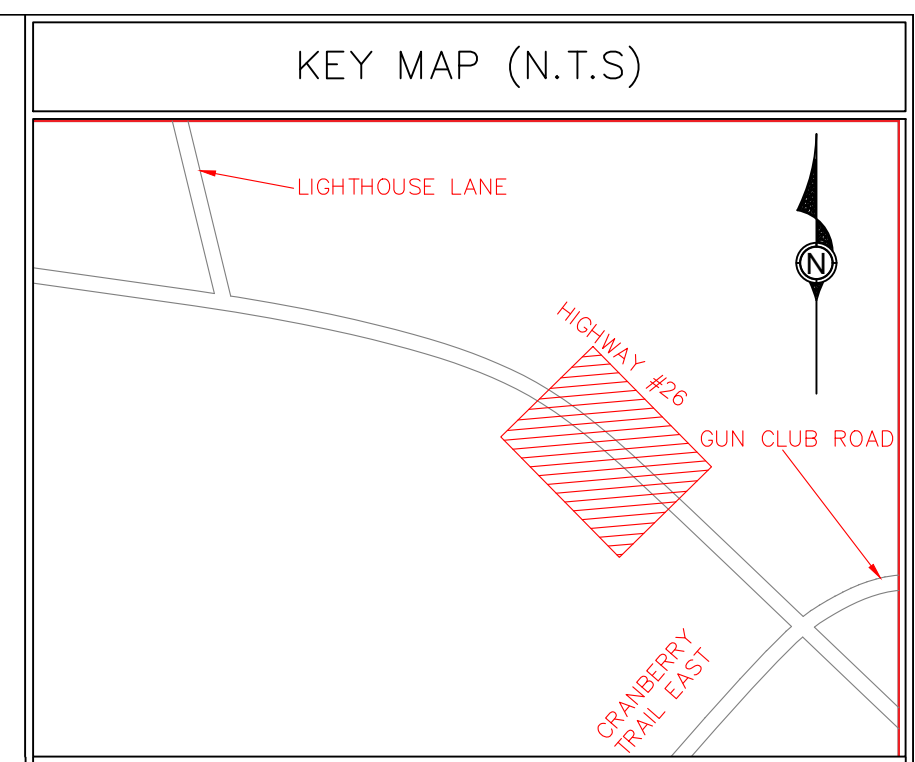 KEY MAP (N.T.S)
LIGHTHOUSE LANE
N
HIGHWAY #26
GUN CLUB ROAD
CRANBERRY
TRAIL EAST